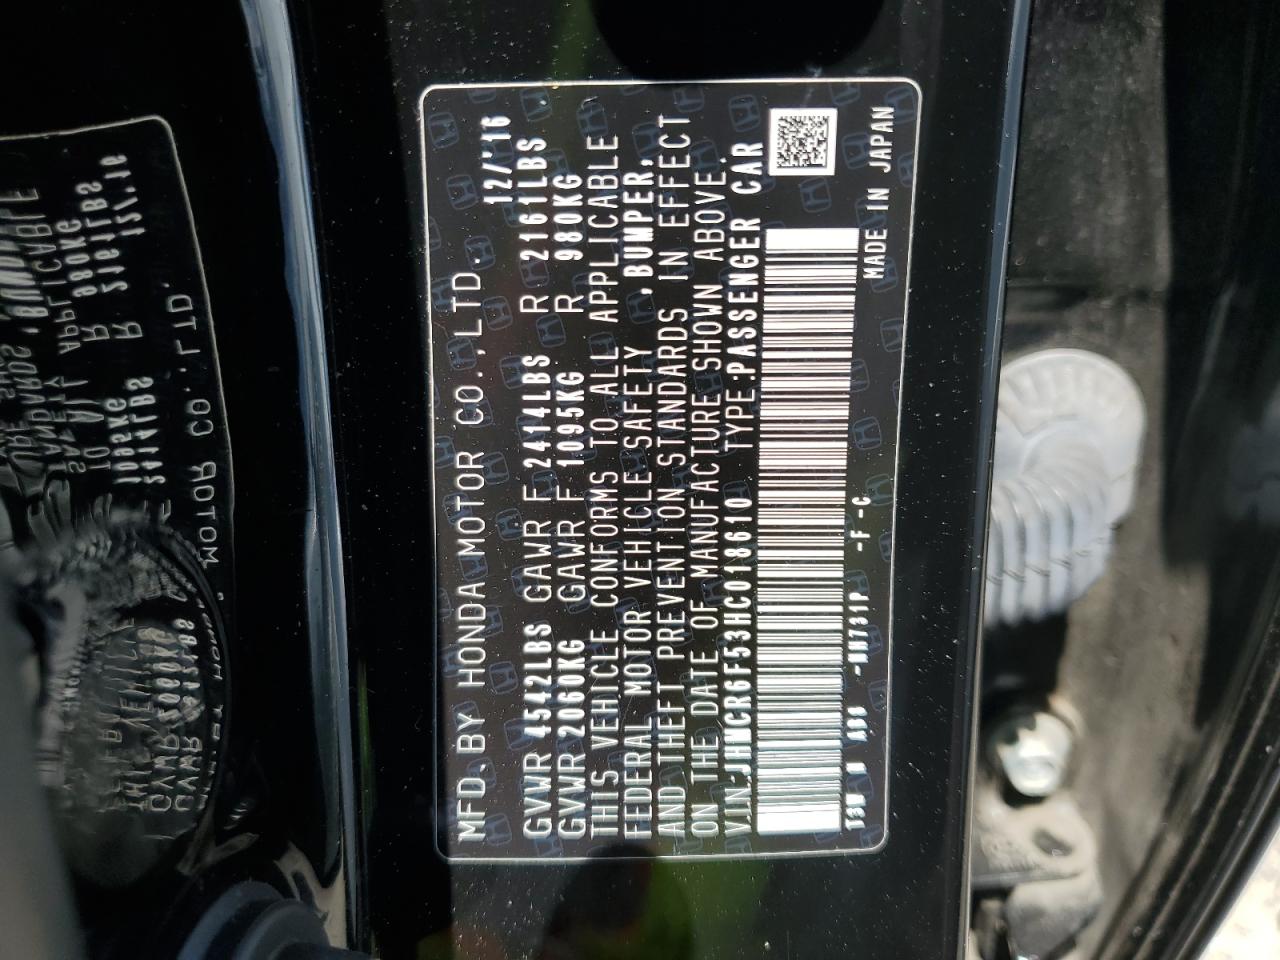 MFD. BY HONDA MOTOR CO., LTD. 12/'16
GVWR 4542LBS GAWR F 2414LBS R 2161LBS
GVWR 2060KG GAWR F 1095KG R 980KG
THIS VEHICLE CONFORMS TO ALL APPLICABLE
FEDERAL MOTOR VEHICLE SAFETY ,BUMPER,
AND THEFT PREVENTION STANDARDS IN EFFECT
ON THE DATE OF MANUFACTURE SHOWN ABOVE.
VIN:JHMCR6F53HC018610 TYPE:PASSENGER CAR
-NH731P -F -C
MADE IN JAPAN